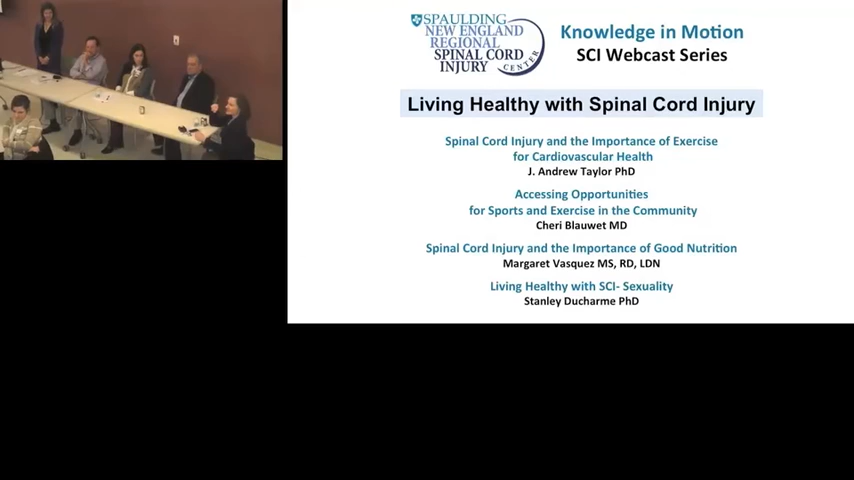 SPAULDING
NEW ENGLAND
REGIONAL
SPINAL CORD
INJURY
CENTER
Knowledge in Motion
SCI Webcast Series
Living Healthy with Spinal Cord Injury
Spinal Cord Injury and the Importance of Exercise
for Cardiovascular Health
J. Andrew Taylor PhD
Accessing Opportunities
for Sports and Exercise in the Community
Cheri Blauwet MD
Spinal Cord Injury and the Importance of Good Nutrition
Margaret Vasquez MS, RD, LDN
Living Healthy with SCI- Sexuality
Stanley Ducharme PhD